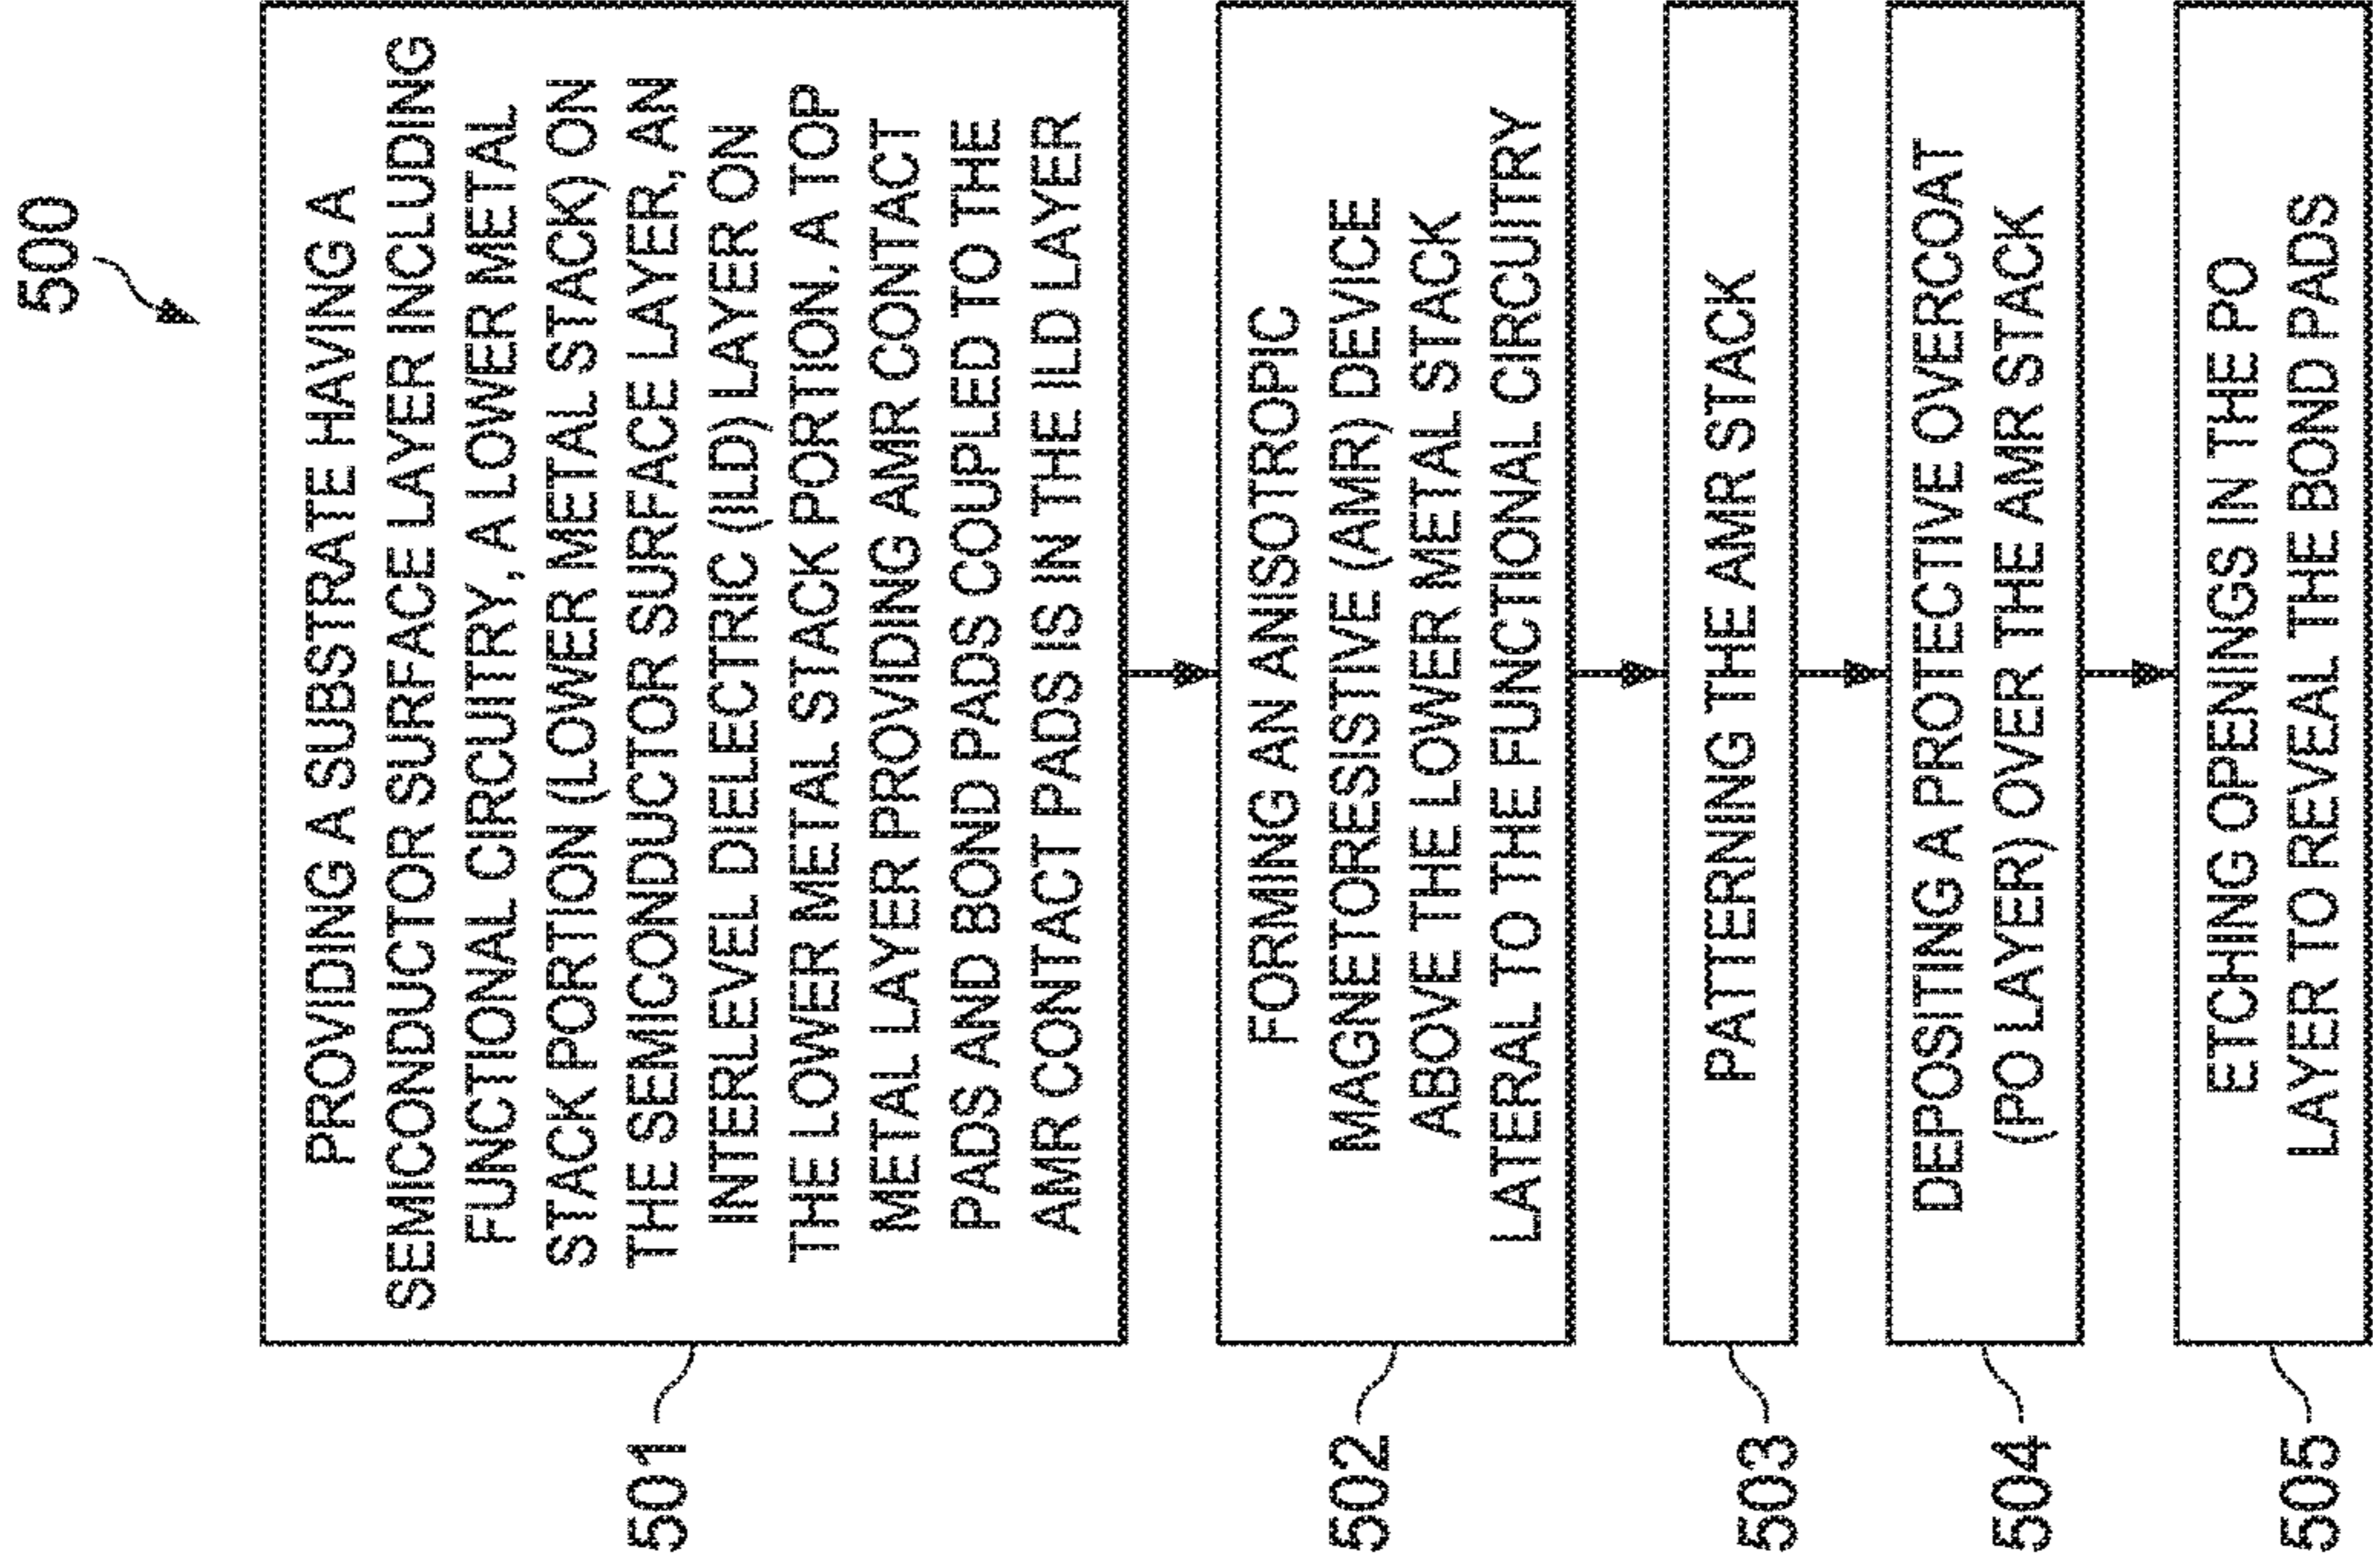 500
PROVIDING A SUBSTRATE HAVING A
SEMICONDUCTOR SURFACE LAYER INCLUDING
FUNCTIONAL CIRCUITRY, A LOWER METAL
STACK PORTION (LOWER METAL STACK) ON
THE SEMICONDUCTOR SURFACE LAYER, AN
INTERLEVEL DIELECTRIC (ILD) LAYER ON
THE LOWER METAL STACK PORTION. A TOP
METAL LAYER PROVIDING AMR CONTACT
PADS AND BOND PADS COUPLED TO THE
AMR CONTACT PADS IS IN THE ILD LAYER
501
FORMING AN ANISOTROPIC
MAGNETORESISTIVE (AMR) DEVICE
ABOVE THE LOWER METAL STACK
LATERAL TO THE FUNCTIONAL CIRCUITRY
502
PATTERNING THE AMR STACK
503
DEPOSITING A PROTECTIVE OVERCOAT
(PO LAYER) OVER THE AMR STACK
504
ETCHING OPENINGS IN THE PO
LAYER TO REVEAL THE BOND PADS
505